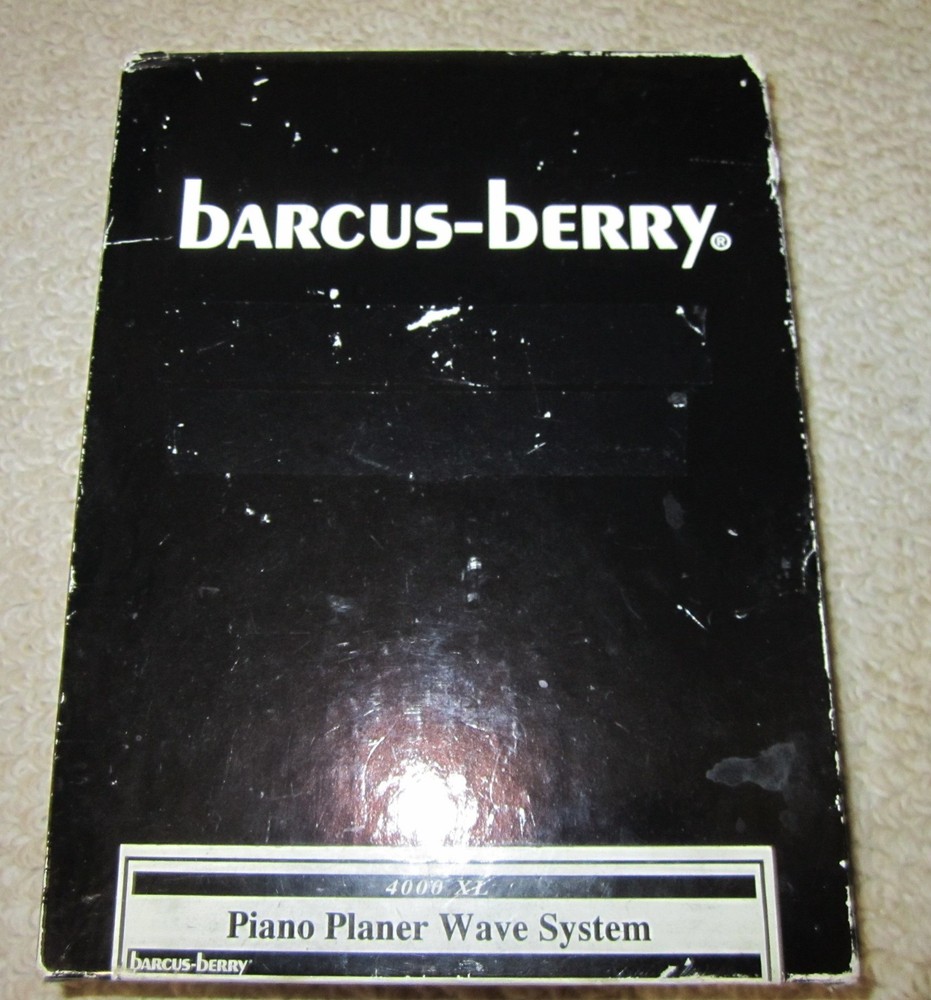 barcus-berry®
4000 XL
Piano Planer Wave System
barcus-berry